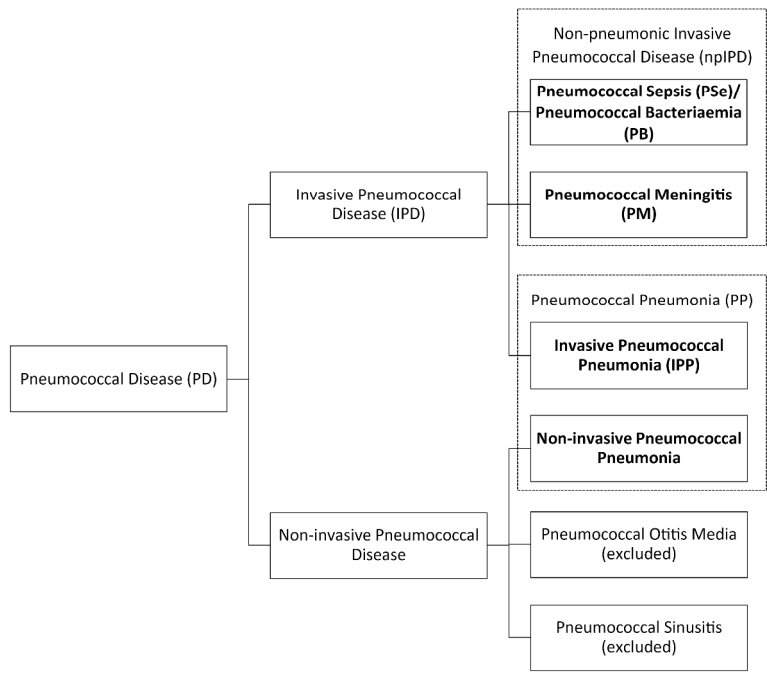 Non-pneumonic Invasive
Pneumococcal Disease (npIPD)
Pneumococcal Sepsis (PSe)/
Pneumococcal Bacteriaemia
(PB)
Invasive Pneumococcal
Disease (IPD)
Pneumococcal Meningitis
(PM)
Pneumococcal Pneumonia (PP)
Invasive Pneumococcal
Pneumonia (IPP)
Pneumococcal Disease (PD)
Non-invasive Pneumococcal
Pneumonia
Non-invasive Pneumococcal
Disease
Pneumococcal Otitis Media
(excluded)
Pneumococcal Sinusitis
(excluded)